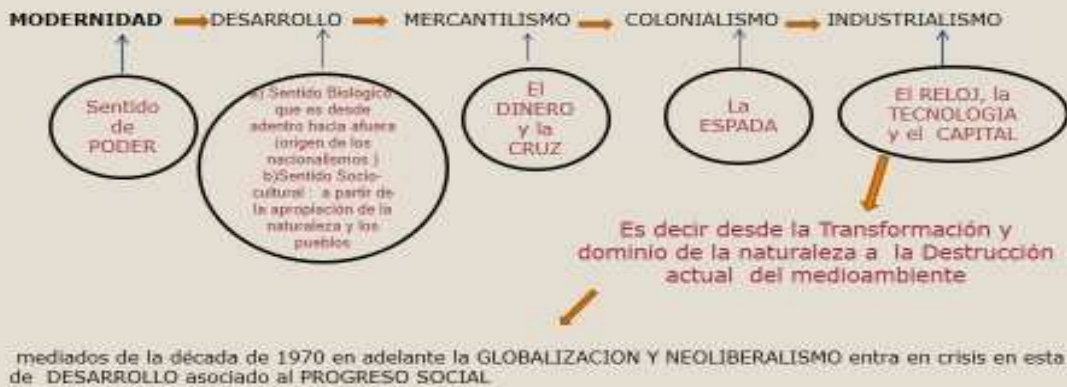 MODERNIDAD DESARROLLO MERCANTILISMO COLONIALISMO INDUSTRIALISMO
Sentido
de
PODER
a) Sentido Biologico
que es desde
adentro hacia afuera
(origen de los
nacionalismos )
b)Sentido Socio-
cultural : a partir de
la apropiación de la
naturaleza y los
pueblos
El
DINERO
y la
CRUZ
La
ESPADA
El RELOJ, la
TECNOLOGIA
y el CAPITAL
Es decir desde la Transformación y
dominio de la naturaleza a la Destrucción
actual del medioambiente
mediados de la década de 1970 en adelante la GLOBALIZACION Y NEOLIBERALISMO entra en crisis en esta
de DESARROLLO asociado al PROGRESO SOCIAL